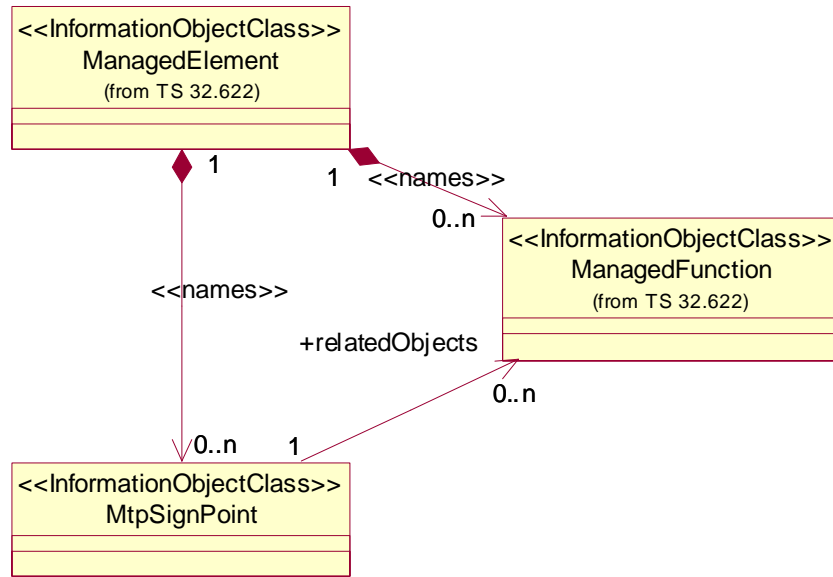 <<InformationObjectClass>>
ManagedElement
(from TS 32.622)
1
1
<<names>>
0..n
<<InformationObjectClass>>
ManagedFunction
(from TS 32.622)
<<names>>
+relatedObjects
0..n
0..n
1
<<InformationObjectClass>>
MtpSignPoint